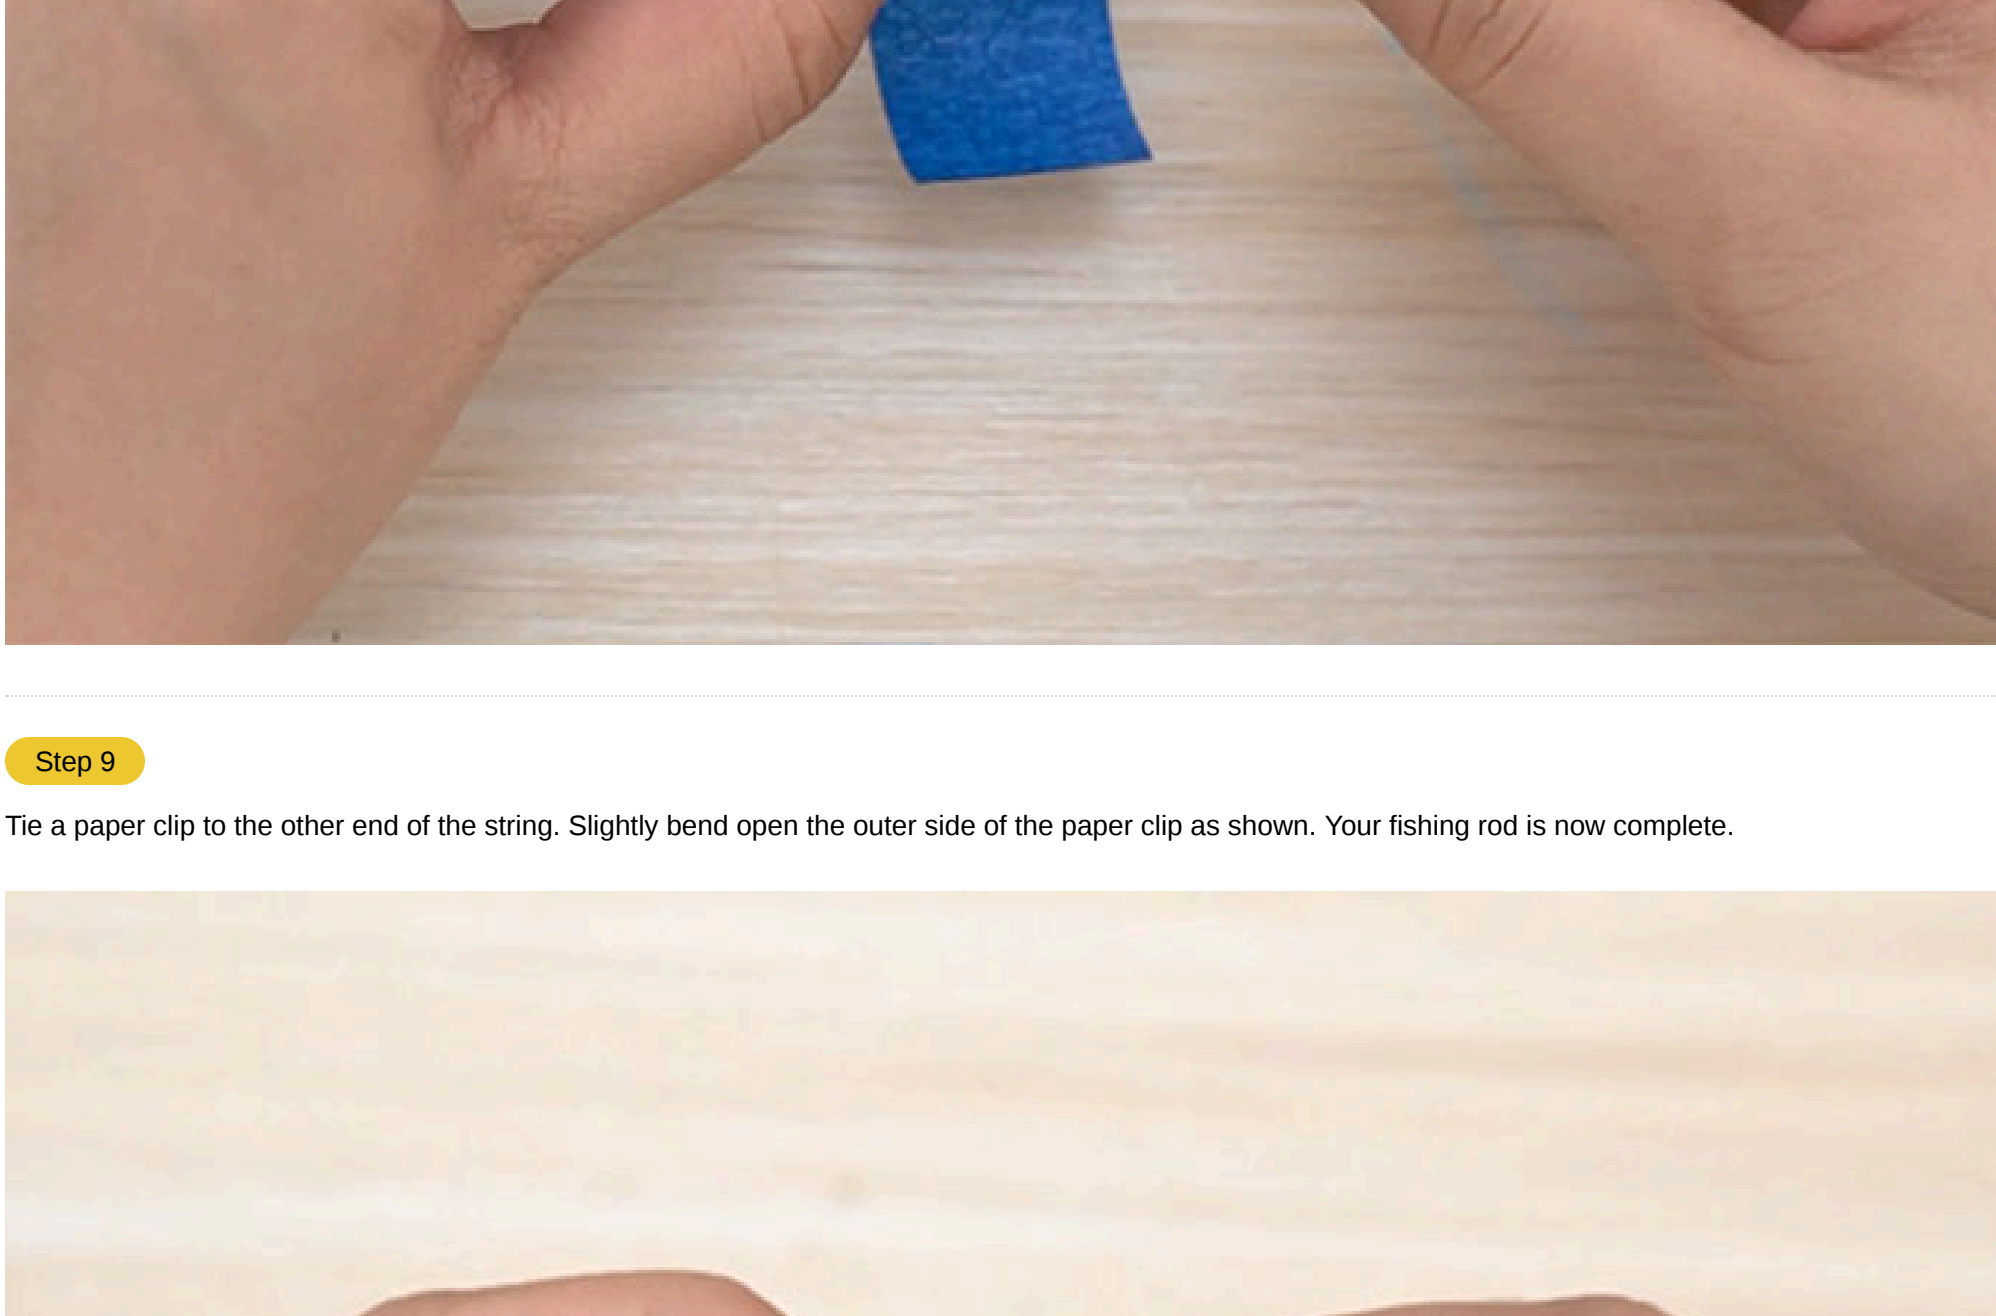 Step 9
Tie a paper clip to the other end of the string. Slightly bend open the outer side of the paper clip as shown. Your fishing rod is now complete.